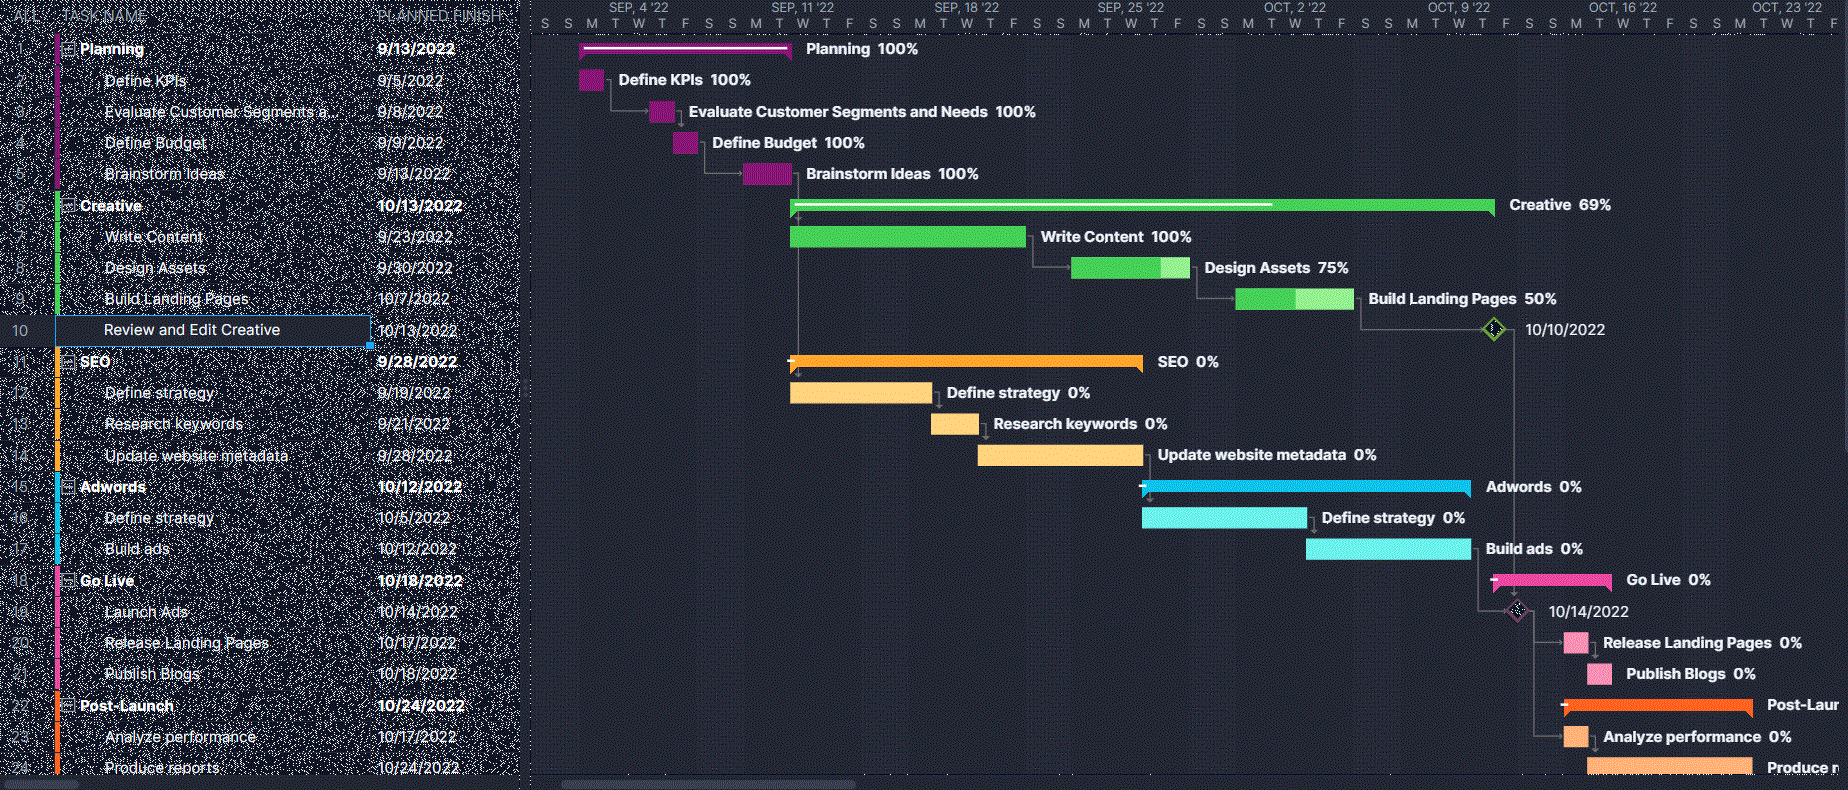 ALL TASK NAME PLANNED FINISH
SEP, 4 '22 SEP, 11 '22 SEP, 18 '22 SEP, 25 '22 OCT, 2 '22 OCT, 9 '22 OCT, 16 '22 OCT, 23 '22
S S M T W T F S S M T W T F S S M T W T F S S M T W T F S S M T W T F S S M T W T F S S M T W T F S S M T W T F
1 Planning 9/13/2022 Planning 100%
2 Define KPIs 9/5/2022 Define KPIs 100%
3 Evaluate Customer Segments a... 9/8/2022 Evaluate Customer Segments and Needs 100%
4 Define Budget 9/9/2022 Define Budget 100%
5 Brainstorm Ideas 9/13/2022 Brainstorm Ideas 100%
6 Creative 10/13/2022 Creative 69%
7 Write Content 9/23/2022 Write Content 100%
8 Design Assets 9/30/2022 Design Assets 75%
9 Build Landing Pages 10/7/2022 Build Landing Pages 50%
10 Review and Edit Creative 10/13/2022 10/10/2022
11 SEO 9/28/2022 SEO 0%
12 Define strategy 9/19/2022 Define strategy 0%
13 Research keywords 9/21/2022 Research keywords 0%
14 Update website metadata 9/28/2022 Update website metadata 0%
15 Adwords 10/12/2022 Adwords 0%
16 Define strategy 10/5/2022 Define strategy 0%
17 Build ads 10/12/2022 Build ads 0%
18 Go Live 10/18/2022 Go Live 0%
19 Launch Ads 10/14/2022 10/14/2022
20 Release Landing Pages 10/17/2022 Release Landing Pages 0%
21 Publish Blogs 10/18/2022 Publish Blogs 0%
22 Post-Launch 10/24/2022 Post-Laur
23 Analyze performance 10/17/2022 Analyze performance 0%
24 Produce reports 10/24/2022 Produce r